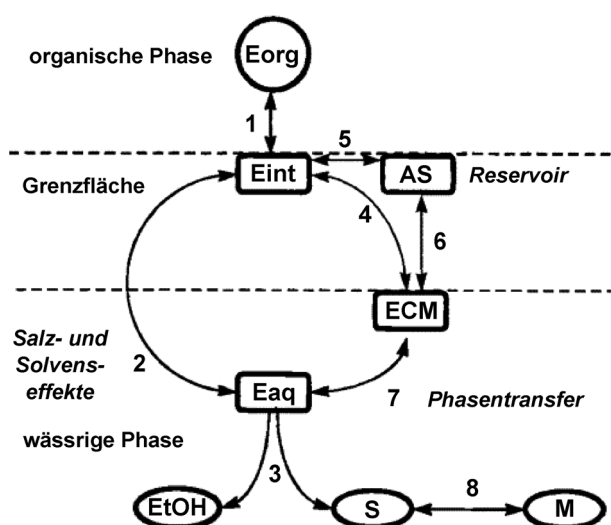 organische Phase
Eorg
1
5
Grenzfläche
Eint
AS
Reservoir
4
6
ECM
Salz- und
Solvens-
effekte
2
Eaq
7
Phasentransfer
wässrige Phase
3
8
EtOH
S
M